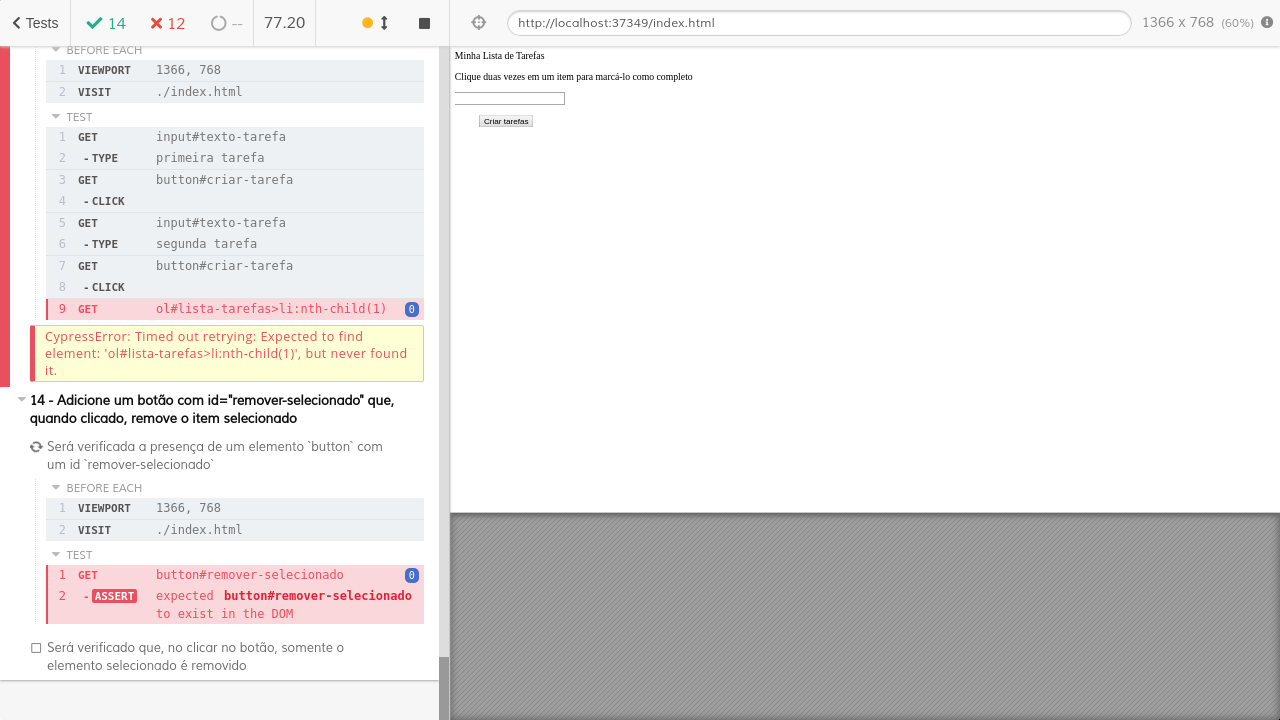 Tests 14 12 -- 77.20
http://localhost:37349/index.html 1366 x 768 (60%)
BEFORE EACH
1 VIEWPORT 1366, 768
2 VISIT ./index.html
TEST
1 GET input#texto-tarefa
2 - TYPE primeira tarefa
3 GET button#criar-tarefa
4 - CLICK
5 GET input#texto-tarefa
6 - TYPE segunda tarefa
7 GET button#criar-tarefa
8 - CLICK
9 GET ol#lista-tarefas>li:nth-child(1) 0
CypressError: Timed out retrying: Expected to find
element: 'ol#lista-tarefas>li:nth-child(1)', but never found
it.
14 - Adicione um botão com id="remover-selecionado" que,
quando clicado, remove o item selecionado
Será verificada a presença de um elemento `button` com
um id `remover-selecionado`
BEFORE EACH
1 VIEWPORT 1366, 768
2 VISIT ./index.html
TEST
1 GET button#remover-selecionado 0
2 - ASSERT expected button#remover-selecionado
to exist in the DOM
Será verificado que, no clicar no botão, somente o
elemento selecionado é removido
Minha Lista de Tarefas
Clique duas vezes em um item para marcá-lo como completo
Criar tarefas